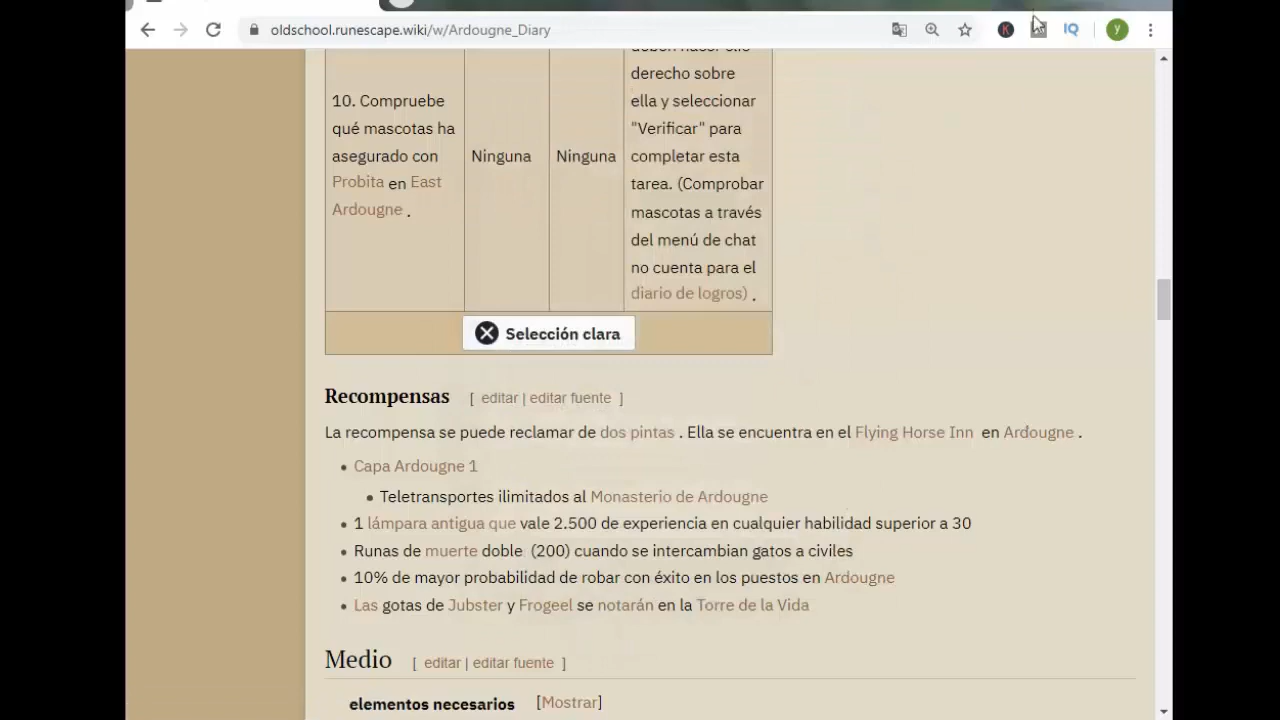 oldschool.runescape.wiki/w/Ardougne_Diary
K
IQ
y
10. Compruebe
qué mascotas ha
asegurado con
Probita en East
Ardougne .
Ninguna
Ninguna
derecho sobre
ella y seleccionar
"Verificar" para
completar esta
tarea. (Comprobar
mascotas a través
del menú de chat
no cuenta para el
diario de logros) .
Selección clara
Recompensas [ editar | editar fuente ]
La recompensa se puede reclamar de dos pintas . Ella se encuentra en el Flying Horse Inn en Ardougne .
• Capa Ardougne 1
• Teletransportes ilimitados al Monasterio de Ardougne
• 1 lámpara antigua que vale 2.500 de experiencia en cualquier habilidad superior a 30
• Runas de muerte doble (200) cuando se intercambian gatos a civiles
• 10% de mayor probabilidad de robar con éxito en los puestos en Ardougne
• Las gotas de Jubster y Frogeel se notarán en la Torre de la Vida
Medio [ editar | editar fuente ]
elementos necesarios [Mostrar]